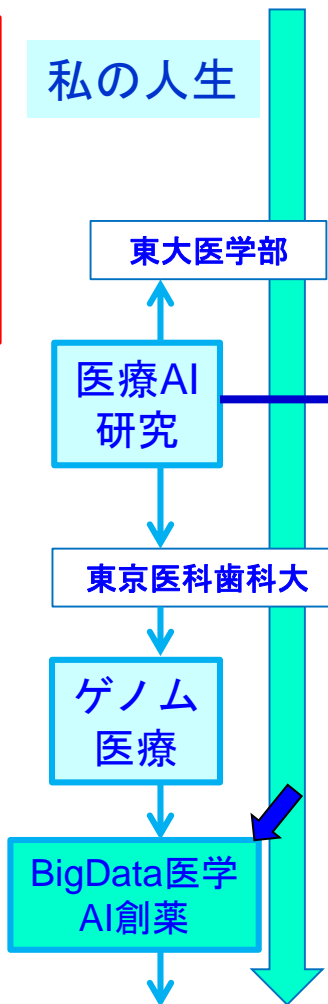 私の人生
東大医学部
医療AI
研究
東京医科歯科大
ゲノム
医療
BigData医学
AI創薬